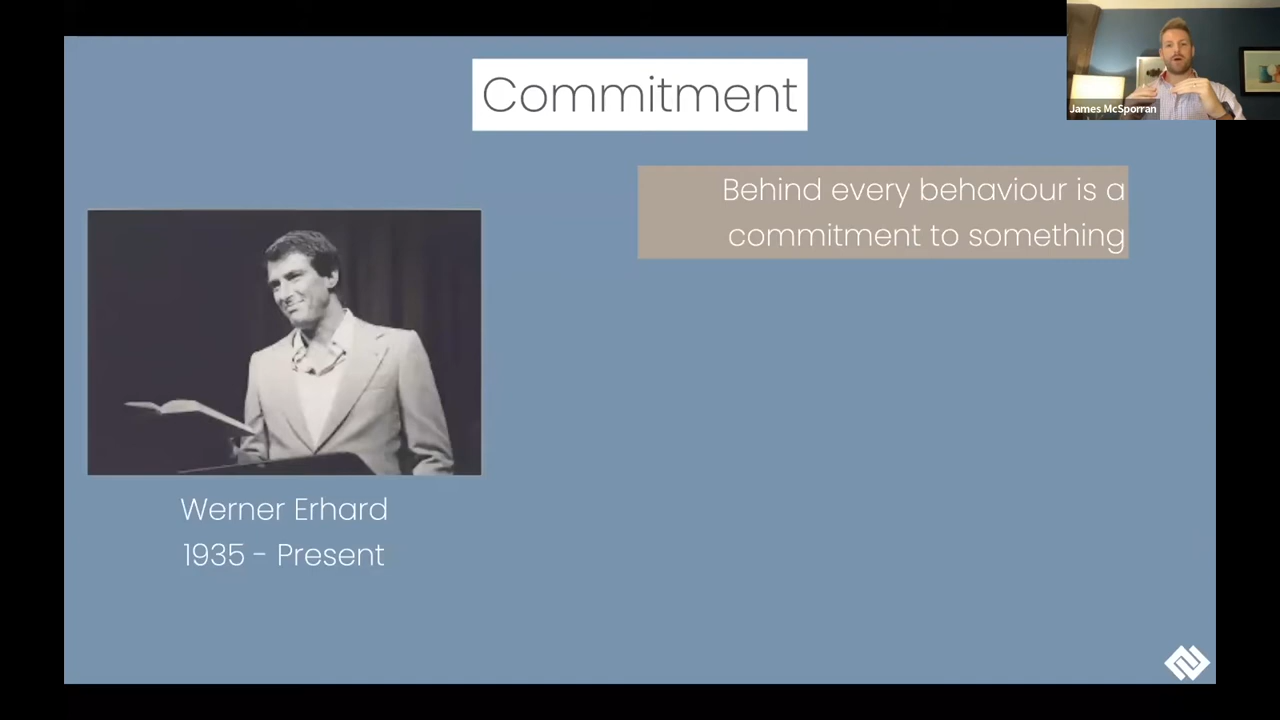 Commitment
James McSporran
Behind every behaviour is a
commitment to something
Werner Erhard
1935 - Present